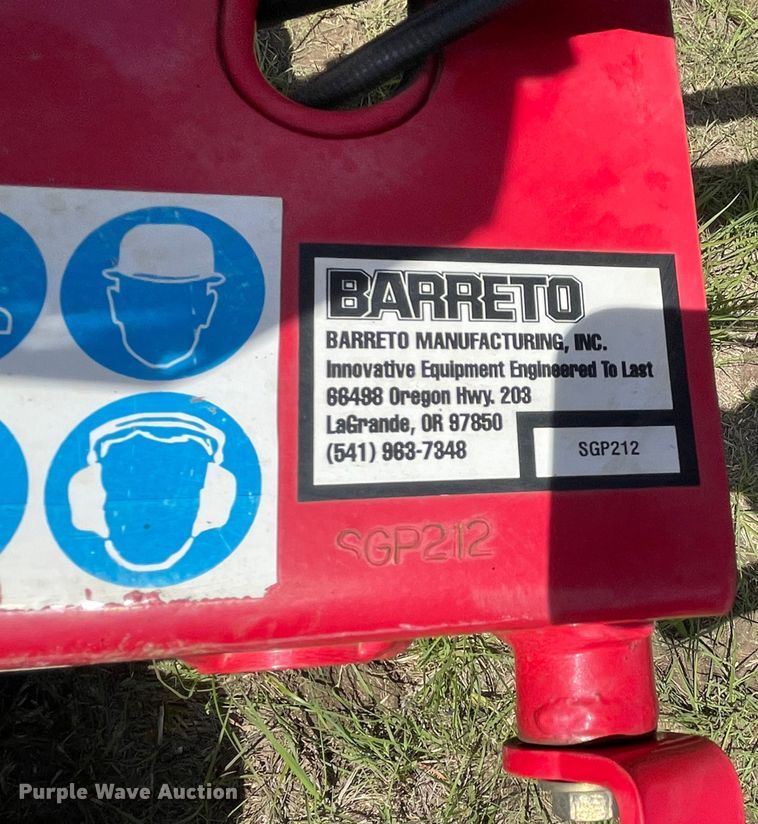 BARRETO
BARRETO MANUFACTURING, INC.
Innovative Equipment Engineered To Last
66498 Oregon Hwy. 203
LaGrande, OR 97850
(541) 963-7348
SGP212
SGP212
Purple Wave Auction